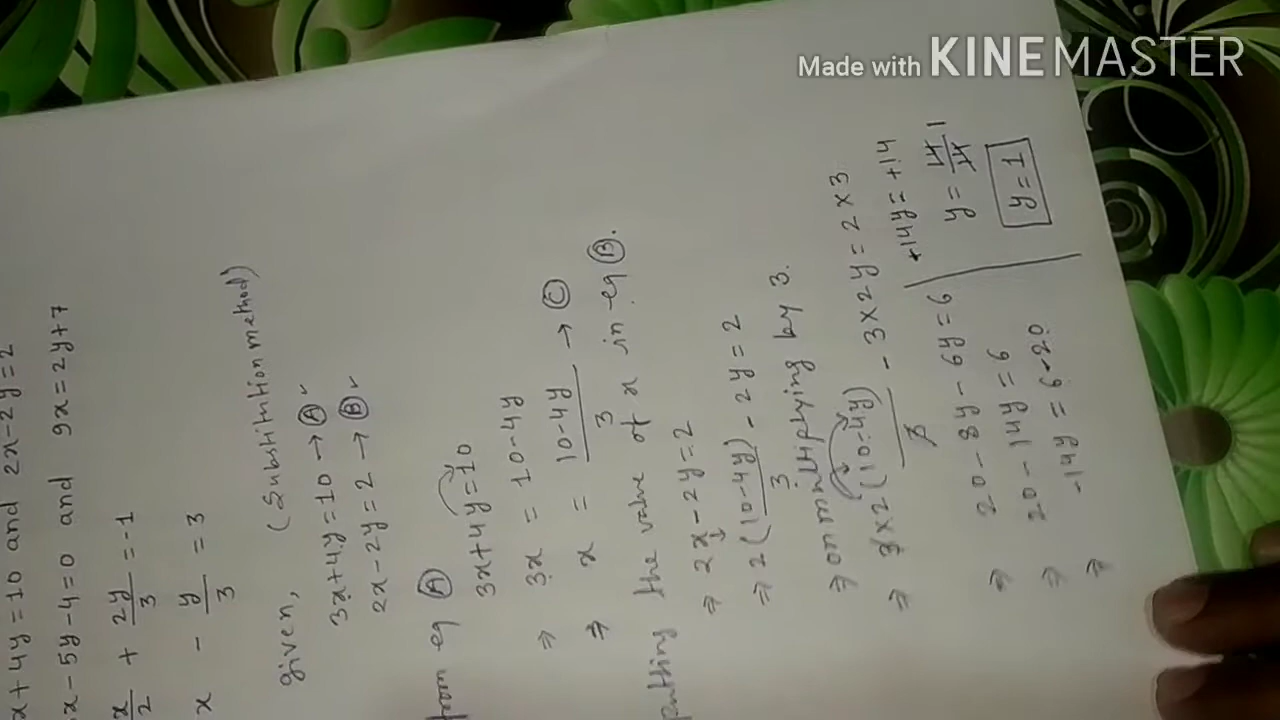 Made with KINEMASTER
x + 4y = 10 and 2x - 2y = 2
x - 5y - 4 = 0 and 9x = 2y + 7
x/2 + 2y/3 = -1
x - y/3 = 3
given, (Substitution method)
3x + 4y = 10 → Ⓐ ✓
2x - 2y = 2 → Ⓑ ✓
from eq Ⓐ
3x + 4y = 10
⇒ 3x = 10 - 4y
⇒ x = (10 - 4y)/3 → Ⓒ
putting the value of x in eq Ⓑ.
⇒ 2x - 2y = 2
⇒ 2(10 - 4y)/3 - 2y = 2
⇒ on multiplying by 3.
⇒ 3 × 2(10 - 4y)/3 - 3 × 2y = 2 × 3
⇒ 20 - 8y - 6y = 6
⇒ 20 - 14y = 6
⇒ -14y = 6 - 20
+14y = +14
y = 14/14 1
y = 1